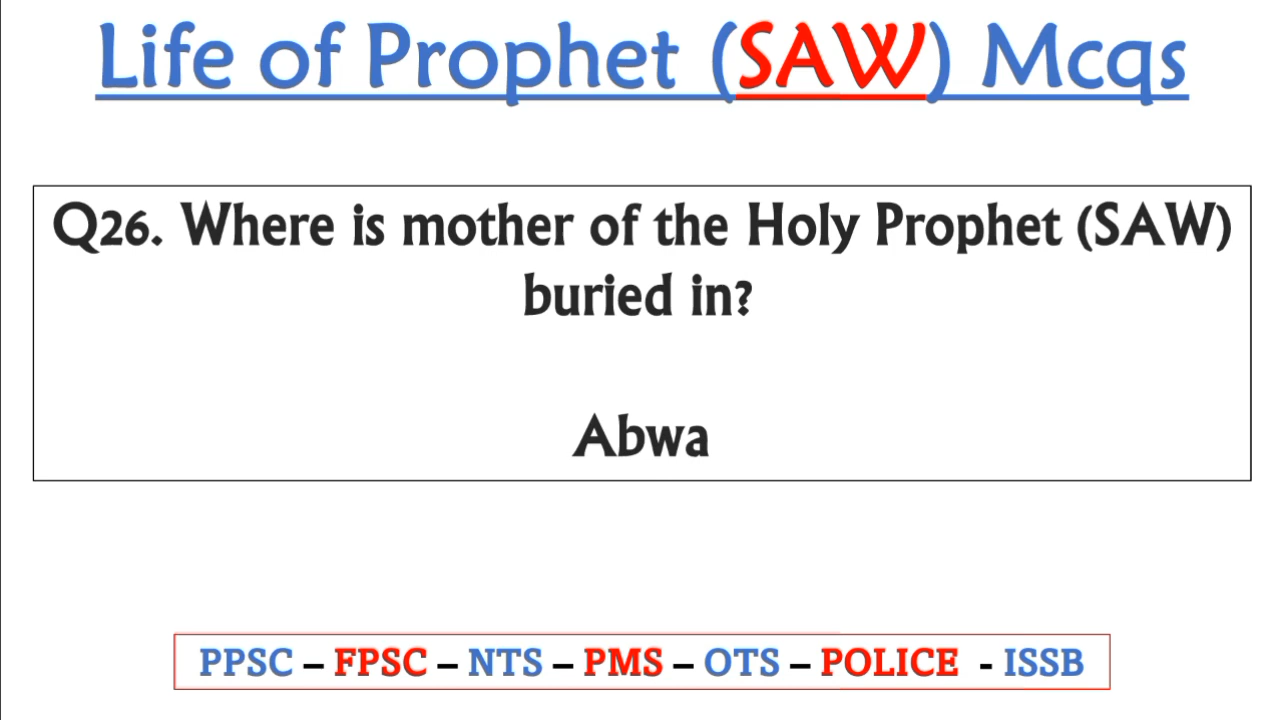 Life of Prophet (SAW) Mcqs
Q26. Where is mother of the Holy Prophet (SAW)
buried in?
Abwa
PPSC – FPSC – NTS – PMS – OTS – POLICE - ISSB